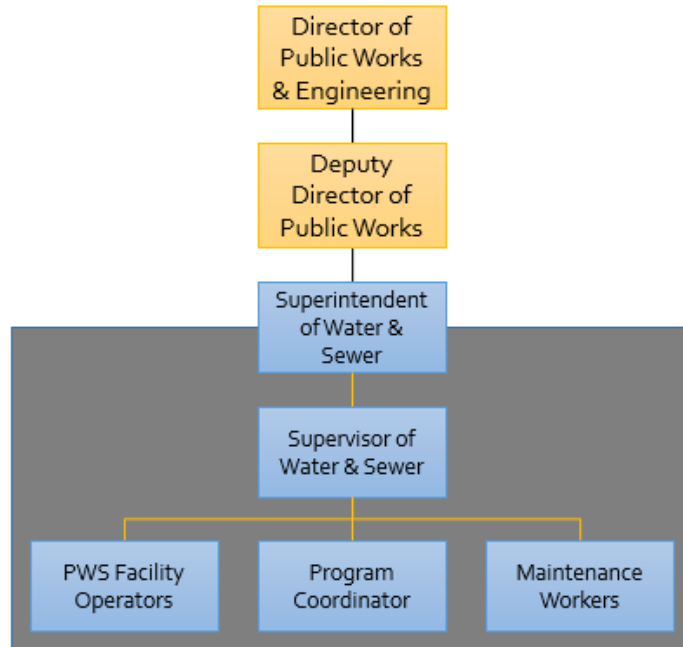 Director of
Public Works
& Engineering
Deputy
Director of
Public Works
Superintendent
of Water &
Sewer
Supervisor of
Water & Sewer
PWS Facility
Operators
Program
Coordinator
Maintenance
Workers